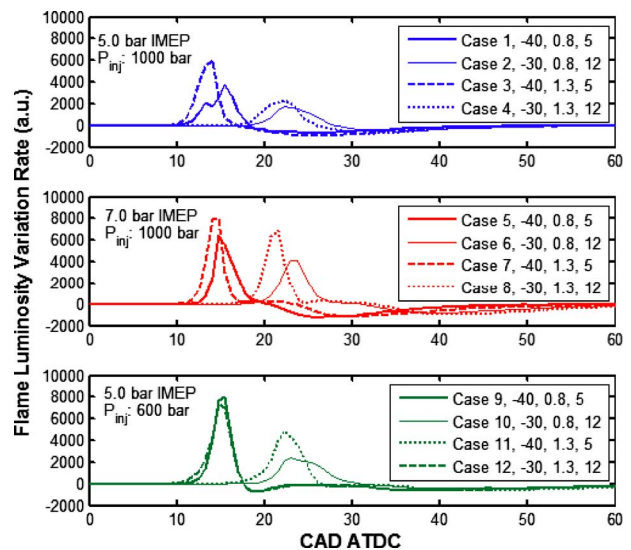 Flame Luminosity Variation Rate (a.u.)
10000
8000
6000
4000
2000
0
-2000
5.0 bar IMEP
Pinj: 1000 bar
Case 1, -40, 0.8, 5
Case 2, -30, 0.8, 12
Case 3, -40, 1.3, 5
Case 4, -30, 1.3, 12
0 10 20 30 40 50 60
10000
8000
6000
4000
2000
0
-2000
7.0 bar IMEP
Pinj: 1000 bar
Case 5, -40, 0.8, 5
Case 6, -30, 0.8, 12
Case 7, -40, 1.3, 5
Case 8, -30, 1.3, 12
0 10 20 30 40 50 60
10000
8000
6000
4000
2000
0
-2000
5.0 bar IMEP
Pinj: 600 bar
Case 9, -40, 0.8, 5
Case 10, -30, 0.8, 12
Case 11, -40, 1.3, 5
Case 12, -30, 1.3, 12
0 10 20 30 40 50 60
CAD ATDC